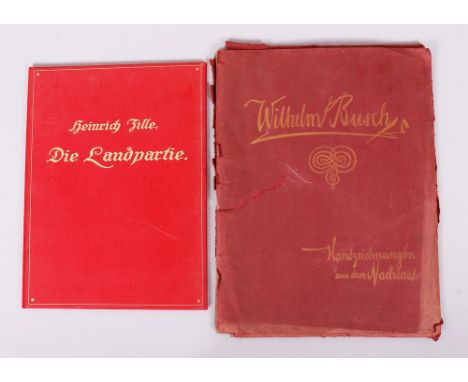 Heinrich Zille,
Die Landpartie.
Wilhelm Busch
Handzeichnungen
aus dem Nachlass